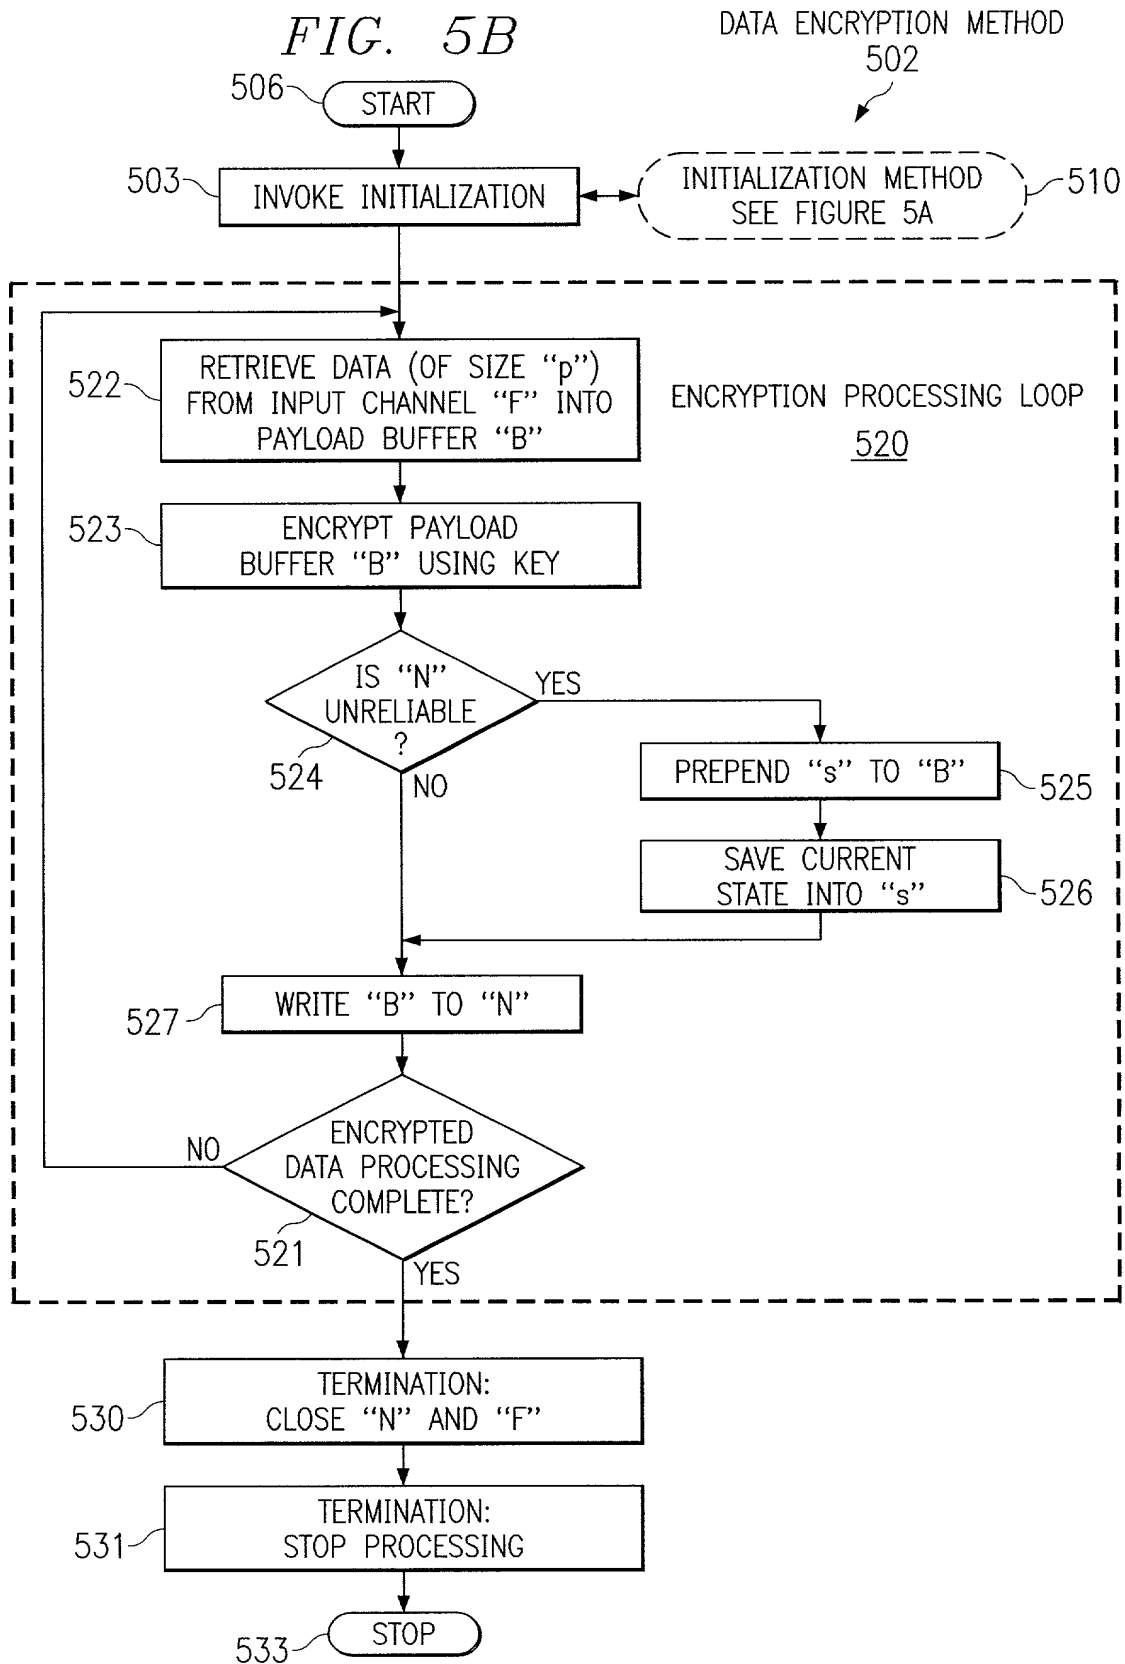 FIG. 5B
DATA ENCRYPTION METHOD
502
506
START
503
INVOKE INITIALIZATION
INITIALIZATION METHOD
SEE FIGURE 5A
510
522
RETRIEVE DATA (OF SIZE “p”)
FROM INPUT CHANNEL “F” INTO
PAYLOAD BUFFER “B”
ENCRYPTION PROCESSING LOOP
520
523
ENCRYPT PAYLOAD
BUFFER “B” USING KEY
IS “N”
UNRELIABLE
?
524
YES
NO
PREPEND “s” TO “B”
525
SAVE CURRENT
STATE INTO “s”
526
WRITE “B” TO “N”
527
NO
ENCRYPTED
DATA PROCESSING
COMPLETE?
521
YES
TERMINATION:
CLOSE “N” AND “F”
530
TERMINATION:
STOP PROCESSING
531
STOP
533